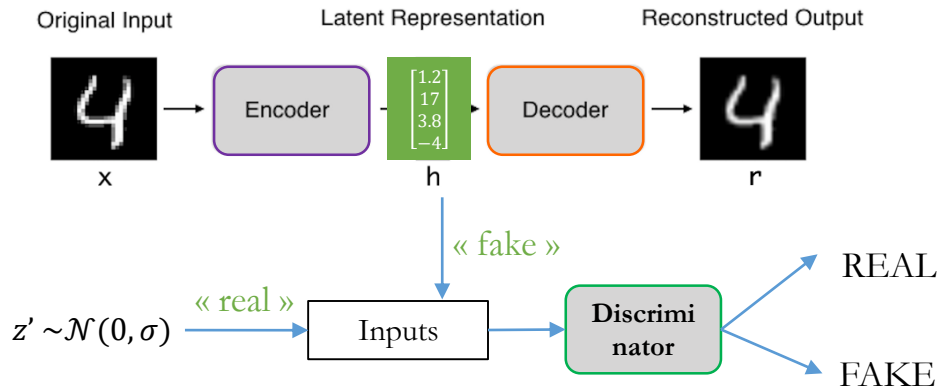 Original Input
Latent Representation
Reconstructed Output
Encoder
1.2
17
3.8
−4
Decoder
x
h
r
« fake »
« real »
z’ ~𝒩(0, σ)
Inputs
Discrimi
nator
REAL
FAKE